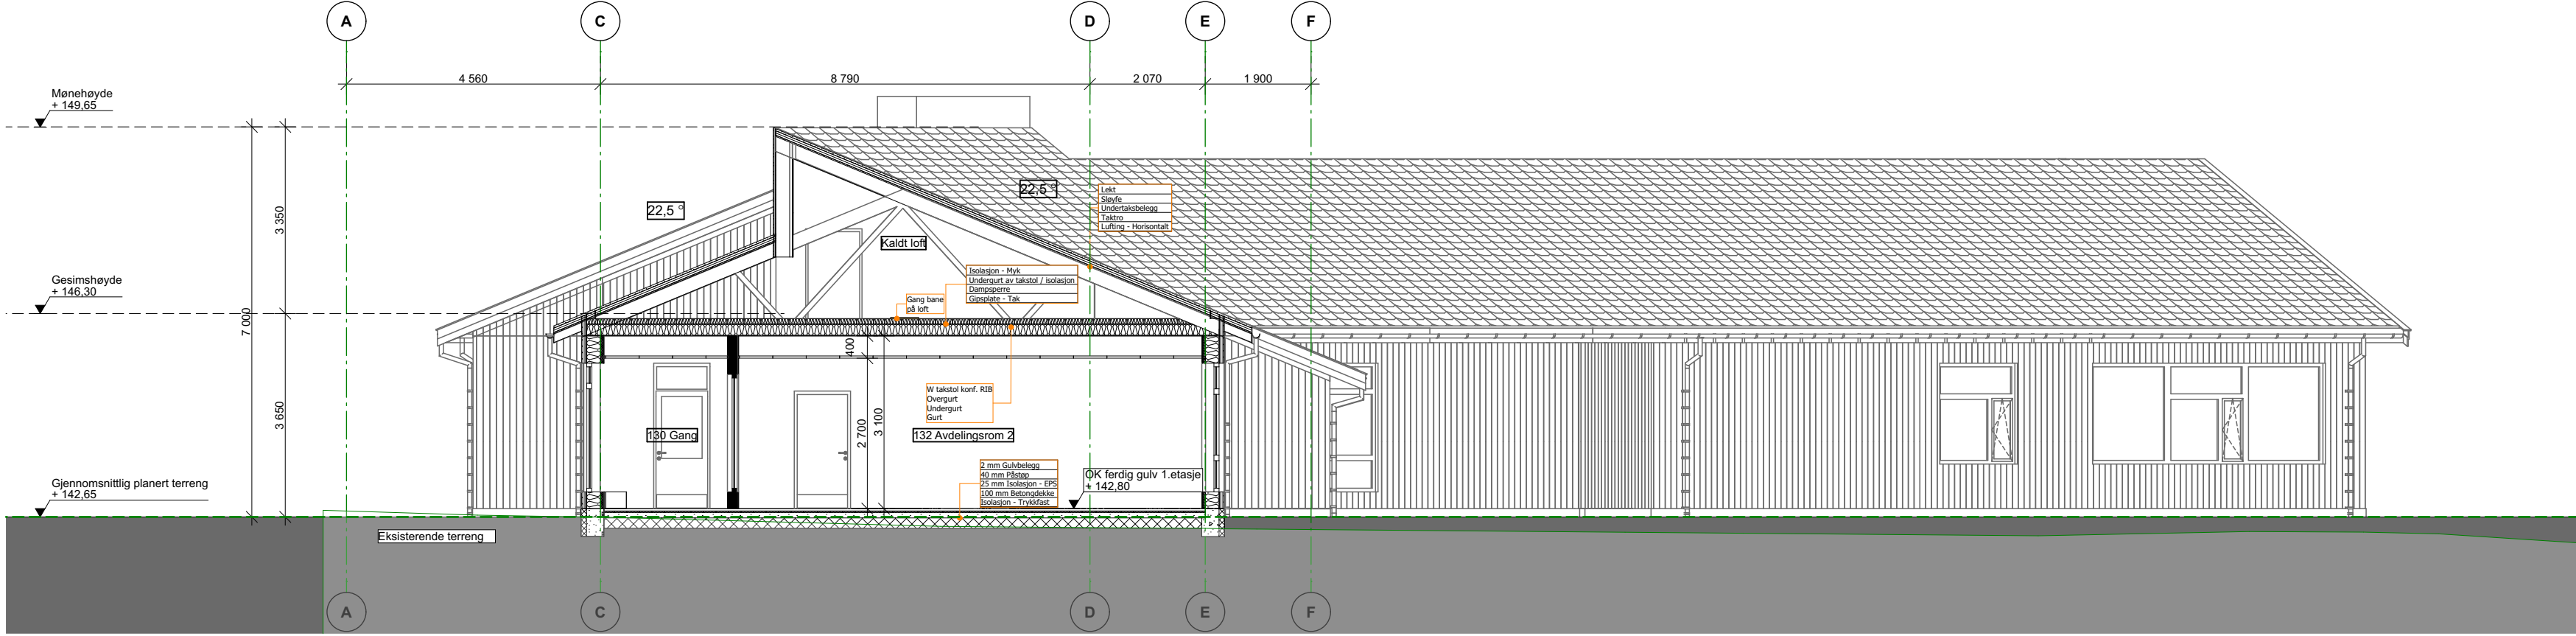 A
C
D
E
F
4 560
8 790
2 070
1 900
Mønehøyde
+ 149,65
22,5 °
22,5 °
Lekt
Sløyfe
Undertaksbelegg
Taktro
Lufting - Horisontalt
3 350
Kaldt loft
Isolasjon - Myk
Undergurt av takstol / isolasjon
Dampsperre
Gipsplate - Tak
Gesimshøyde
+ 146,30
Gang bane
på loft
7 000
400
W takstol konf. RIB
Overgurt
Undergurt
Gurt
3 650
2 700
3 100
130 Gang
132 Avdelingsrom 2
2 mm Gulvbelegg
40 mm Påstøp
25 mm Isolasjon - EPS
100 mm Betongdekke
Isolasjon - Trykkfast
OK ferdig gulv 1.etasje
+ 142,80
Gjennomsnittlig planert terreng
+ 142,65
Eksisterende terreng
A
C
D
E
F